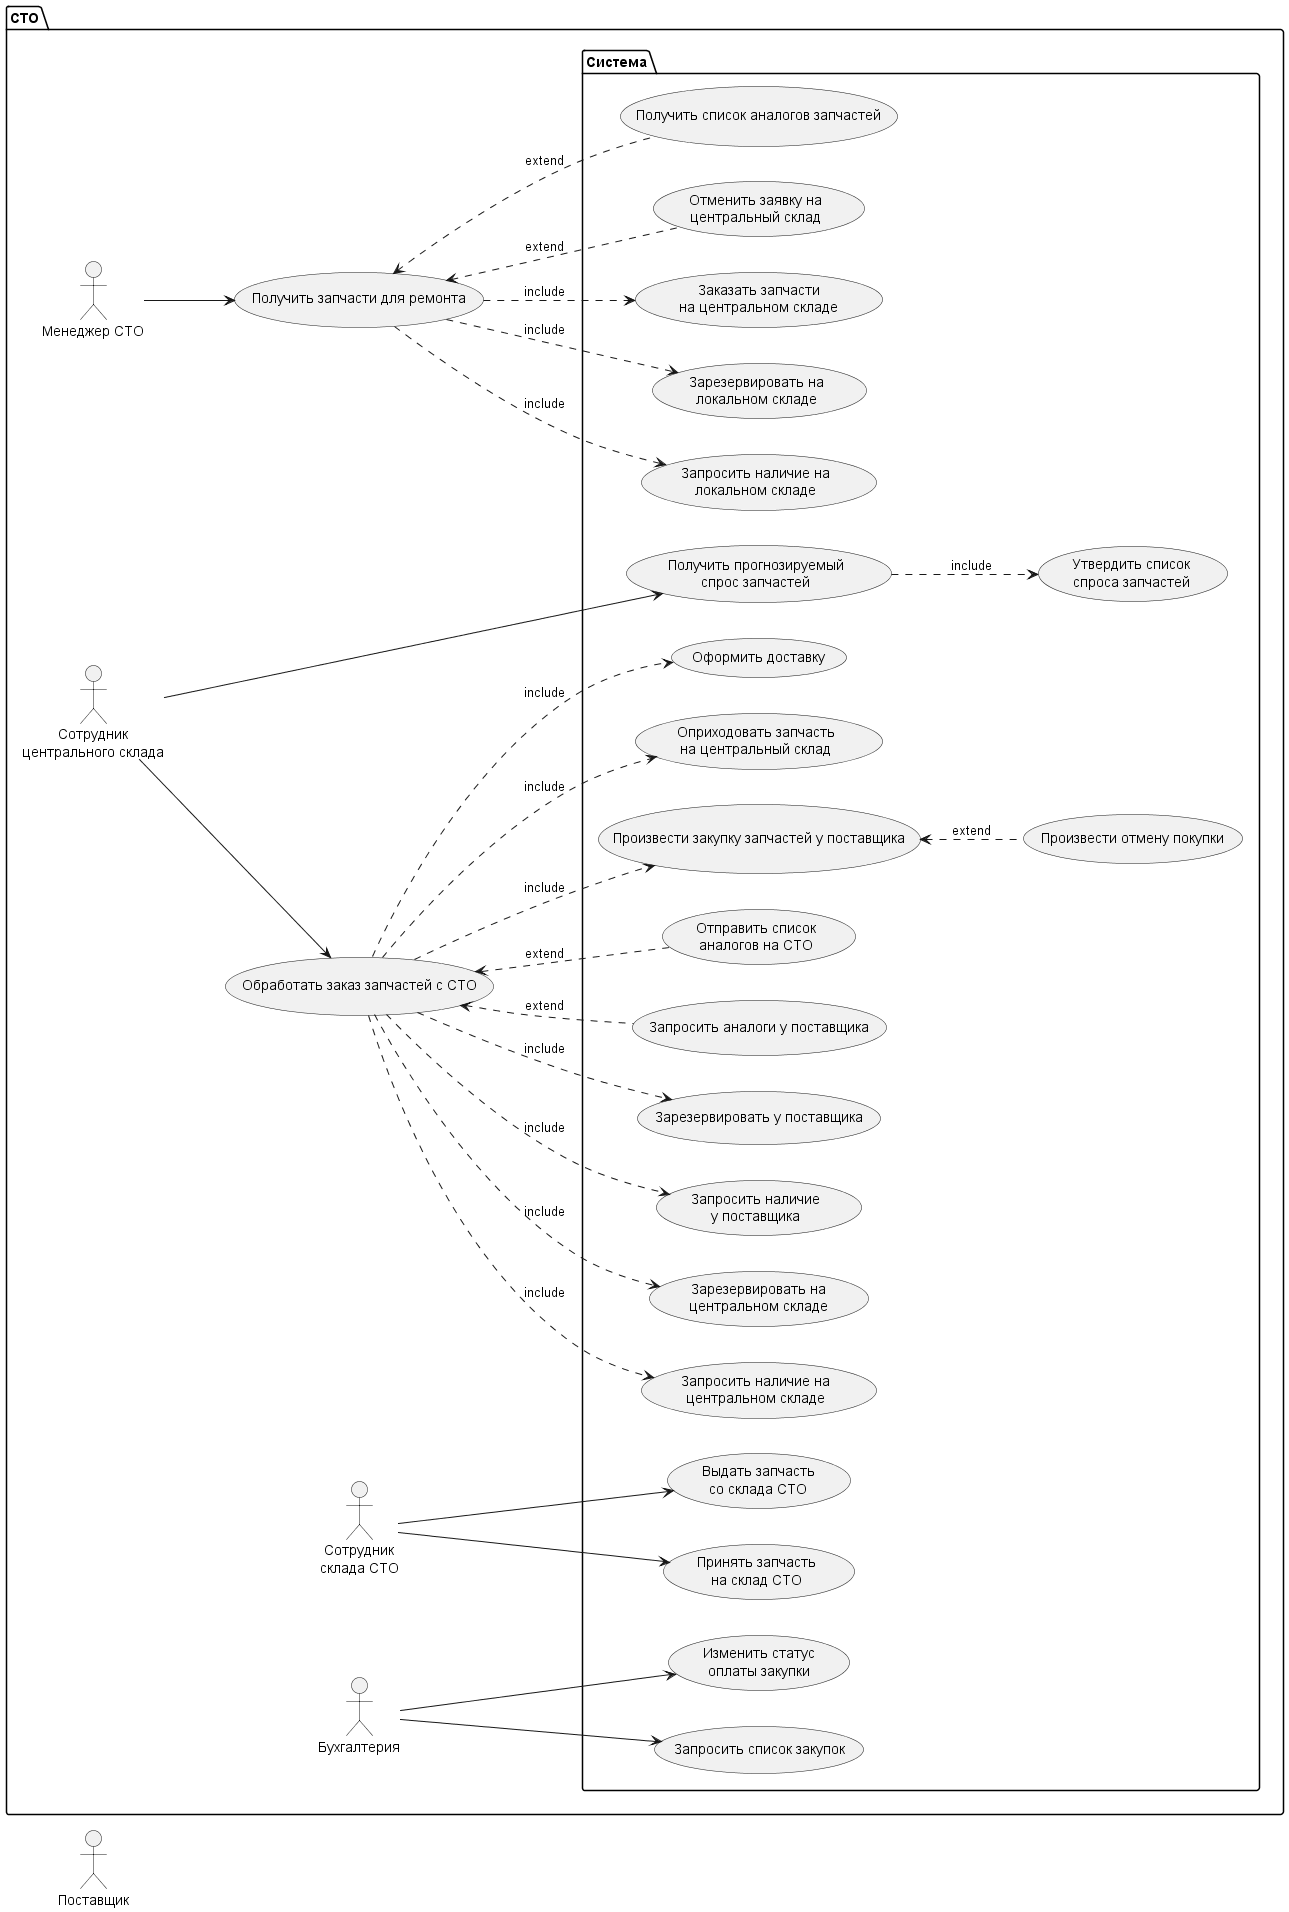 СТО
Система
Получить список аналогов запчастей
extend
Отменить заявку на
центральный склад
extend
Заказать запчасти
на центральном складе
Получить запчасти для ремонта
include
Менеджер СТО
include
Зарезервировать на
локальном складе
include
Запросить наличие на
локальном складе
Получить прогнозируемый
спрос запчастей
include
Утвердить список
спроса запчастей
Оформить доставку
include
Сотрудник
центрального склада
Оприходовать запчасть
на центральный склад
include
Произвести закупку запчастей у поставщика
extend
Произвести отмену покупки
include
Отправить список
аналогов на СТО
extend
Обработать заказ запчастей с СТО
extend
Запросить аналоги у поставщика
include
Зарезервировать у поставщика
include
Запросить наличие
у поставщика
include
Зарезервировать на
центральном складе
include
Запросить наличие на
центральном складе
Выдать запчасть
со склада СТО
Сотрудник
склада СТО
Принять запчасть
на склад СТО
Изменить статус
оплаты закупки
Бухгалтерия
Запросить список закупок
Поставщик